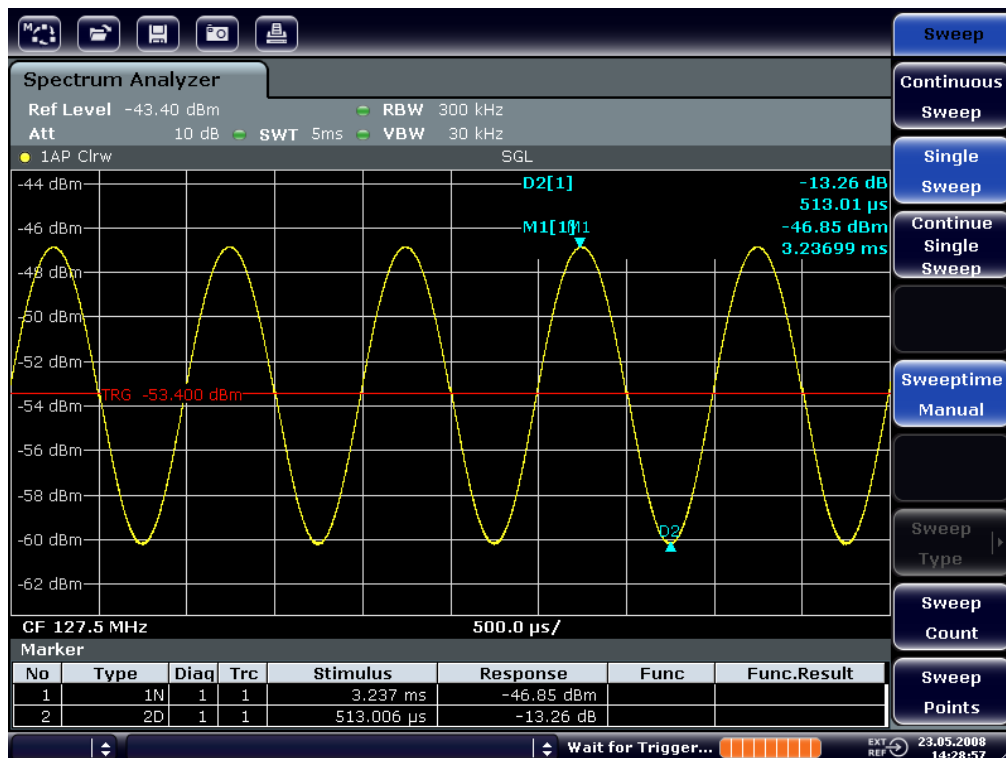 Sweep
Spectrum Analyzer
Ref Level -43.40 dBm RBW 300 kHz
Att 10 dB SWT 5ms VBW 30 kHz
1AP Clrw SGL
-44 dBm
D2[1] -13.26 dB
513.01 µs
-46 dBm
M1[1] M1 -46.85 dBm
3.23699 ms
-48 dBm
-50 dBm
-52 dBm
TRG -53.400 dBm
-54 dBm
-56 dBm
-58 dBm
D2
-60 dBm
-62 dBm
CF 127.5 MHz 500.0 µs/
Marker
No Type Diaq Trc Stimulus Response Func Func.Result
1 1N 1 1 3.237 ms -46.85 dBm
2 2D 1 1 513.006 µs -13.26 dB
Wait for Trigger... EXT REF 23.05.2008
14:28:57
Continuous
Sweep
Single
Sweep
Continue
Single
Sweep
Sweeptime
Manual
Sweep
Type
Sweep
Count
Sweep
Points